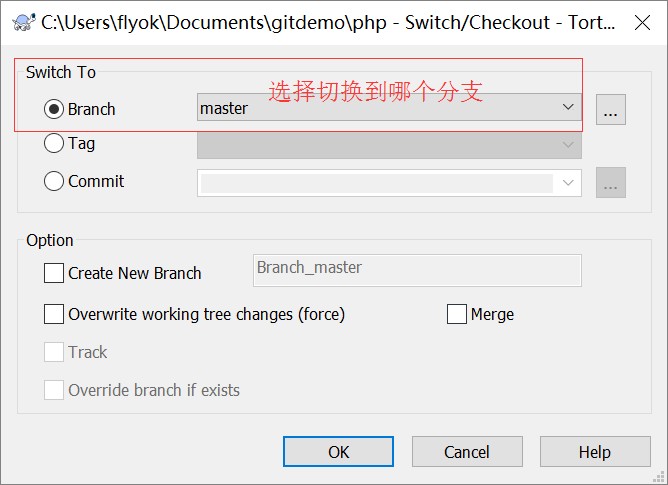 C:\Users\flyok\Documents\gitdemo\php - Switch/Checkout - Tort...
Switch To
选择切换到哪个分支
Branch
master
...
Tag
Commit
...
Option
Create New Branch
Branch_master
Overwrite working tree changes (force)
Merge
Track
Override branch if exists
OK
Cancel
Help